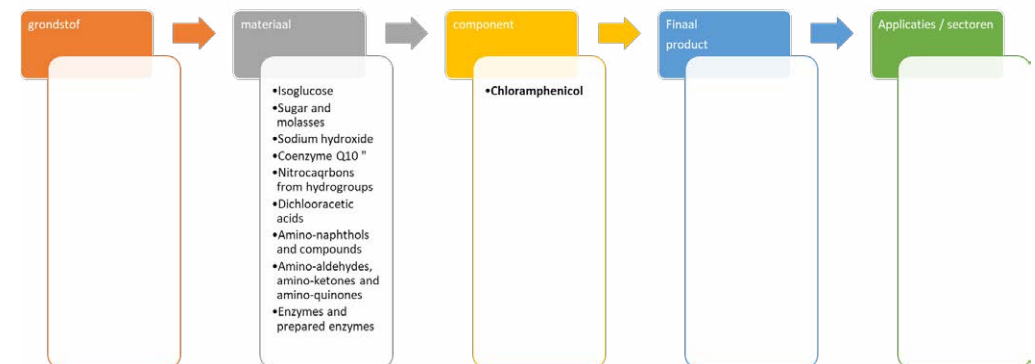 grondstof
materiaal
component
Finaal
product
Applicaties / sectoren
•Isoglucose
•Sugar and
molasses
•Sodium hydroxide
•Coenzyme Q10 "
•Nitrocaqrbons
from hydrogroups
•Dichlooracetic
acids
•Amino-naphthols
and compounds
•Amino-aldehydes,
amino-ketones and
amino-quinones
•Enzymes and
prepared enzymes
•Chloramphenicol